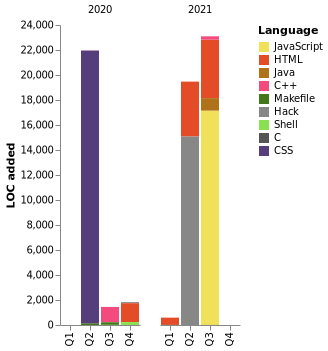 2020
2021
LOC added
24,000
22,000
20,000
18,000
16,000
14,000
12,000
10,000
8,000
6,000
4,000
2,000
0
Q1
Q2
Q3
Q4
Q1
Q2
Q3
Q4
Language
JavaScript
HTML
Java
C++
Makefile
Hack
Shell
C
CSS